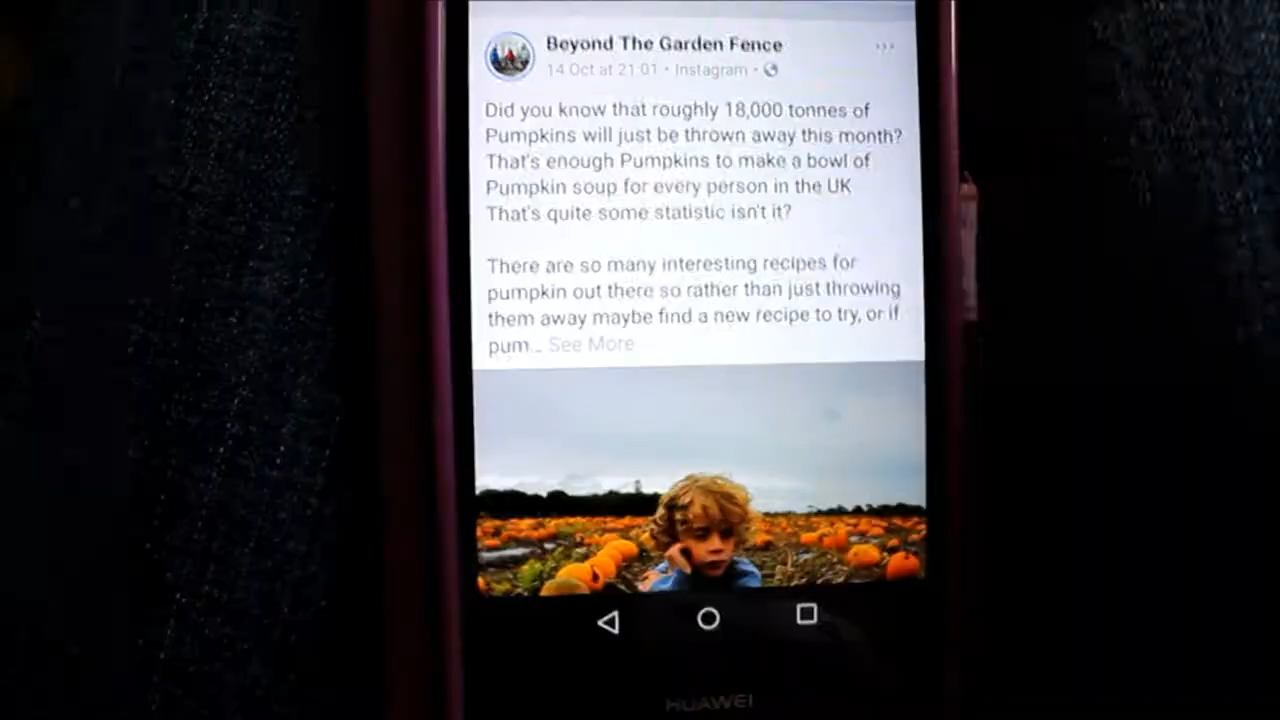 Beyond The Garden Fence
14 Oct at 21:01 · Instagram ·
Did you know that roughly 18,000 tonnes of
Pumpkins will just be thrown away this month?
That's enough Pumpkins to make a bowl of
Pumpkin soup for every person in the UK
That's quite some statistic isn't it?
There are so many interesting recipes for
pumpkin out there so rather than just throwing
them away maybe find a new recipe to try, or if
pum... See More
HUAWEI